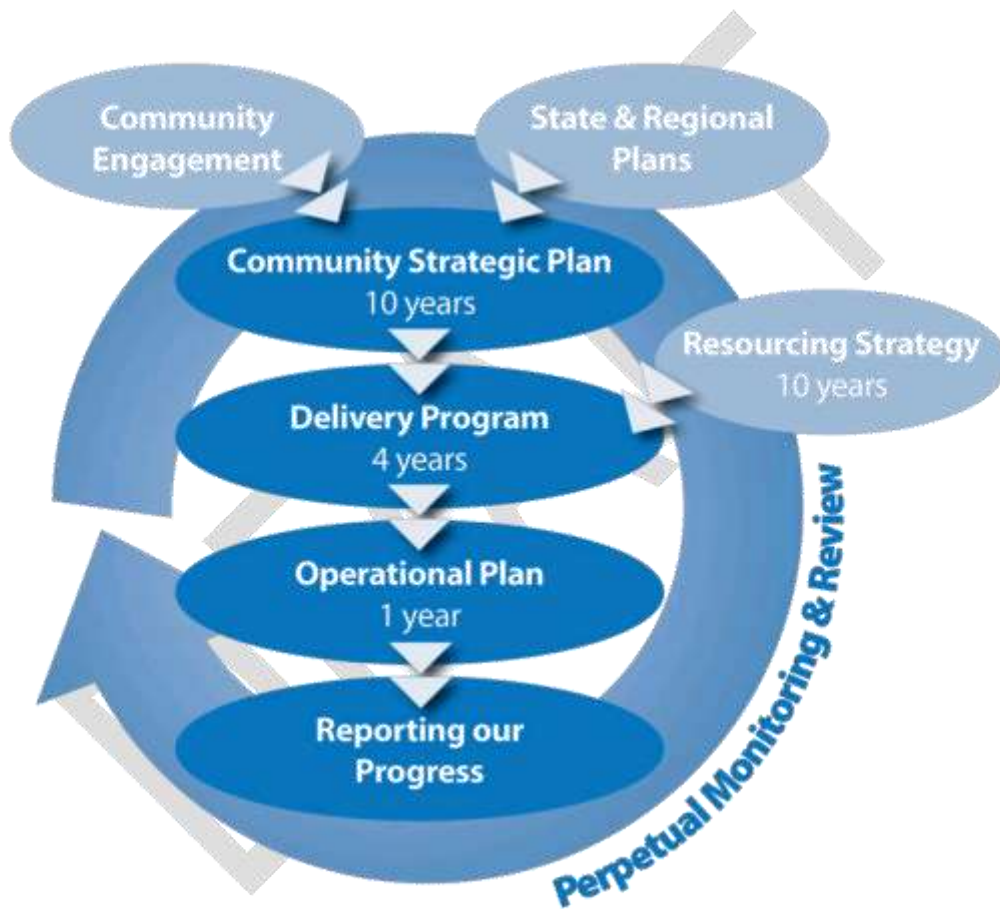 Community
Engagement
State & Regional
Plans
Community Strategic Plan
10 years
Resourcing Strategy
10 years
Delivery Program
4 years
Operational Plan
1 year
Reporting our
Progress
Perpetual Monitoring & Review